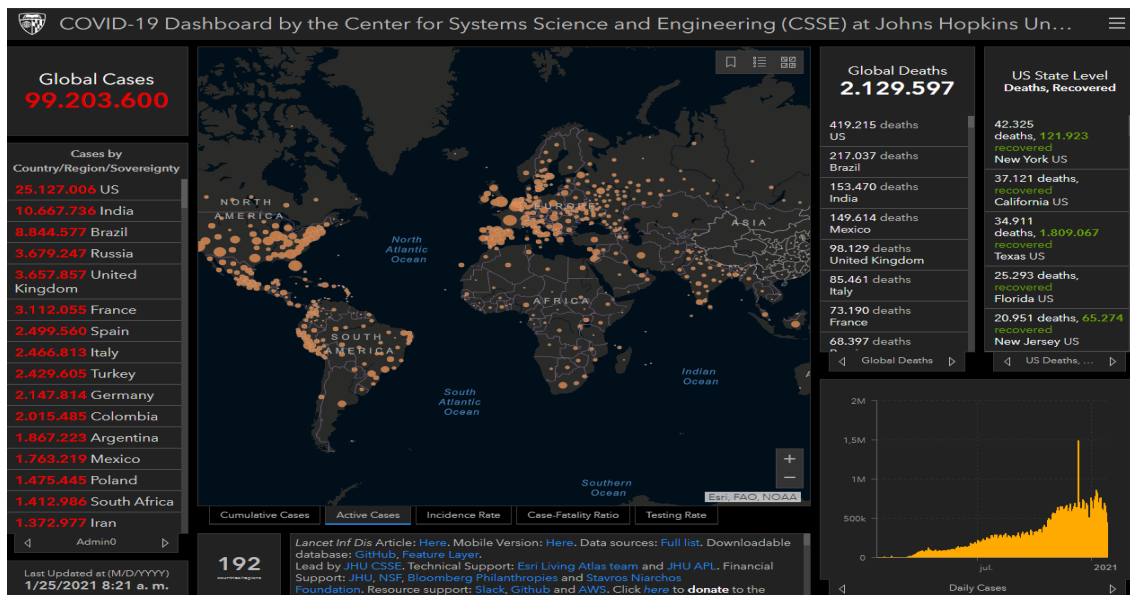 COVID-19 Dashboard by the Center for Systems Science and Engineering (CSSE) at Johns Hopkins Un...
Global Cases
99.203.600
Cases by
Country/Region/Sovereignty
25.127.006 US
10.667.736 India
8.844.577 Brazil
3.679.247 Russia
3.657.857 United
Kingdom
3.112.055 France
2.499.560 Spain
2.466.813 Italy
2.429.605 Turkey
2.147.814 Germany
2.015.485 Colombia
1.867.223 Argentina
1.763.219 Mexico
1.475.445 Poland
1.412.986 South Africa
1.372.977 Iran
Admin0
Last Updated at (M/D/YYYY)
1/25/2021 8:21 a. m.
NORTH
AMERICA
North
Atlantic
Ocean
EUROPE
ASIA
AFRICA
SOUTH
AMERICA
South
Atlantic
Ocean
Indian
Ocean
Southern
Ocean
A
+
−
Esri, FAO, NOAA
Cumulative Cases
Active Cases
Incidence Rate
Case-Fatality Ratio
Testing Rate
192
countries/regions
Lancet Inf Dis Article: Here. Mobile Version: Here. Data sources: Full list. Downloadable
database: GitHub, Feature Layer.
Lead by JHU CSSE. Technical Support: Esri Living Atlas team and JHU APL. Financial
Support: JHU, NSF, Bloomberg Philanthropies and Stavros Niarchos
Foundation. Resource support: Slack, Github and AWS. Click here to donate to the
Global Deaths
2.129.597
419.215 deaths
US
217.037 deaths
Brazil
153.470 deaths
India
149.614 deaths
Mexico
98.129 deaths
United Kingdom
85.461 deaths
Italy
73.190 deaths
France
68.397 deaths
Global Deaths
US State Level
Deaths, Recovered
42.325
deaths, 121.923
recovered
New York US
37.121 deaths,
recovered
California US
34.911
deaths, 1.809.067
recovered
Texas US
25.293 deaths,
recovered
Florida US
20.951 deaths, 65.274
recovered
New Jersey US
US Deaths, ...
2M
1,5M
1M
500k
0
jul.
2021
Daily Cases